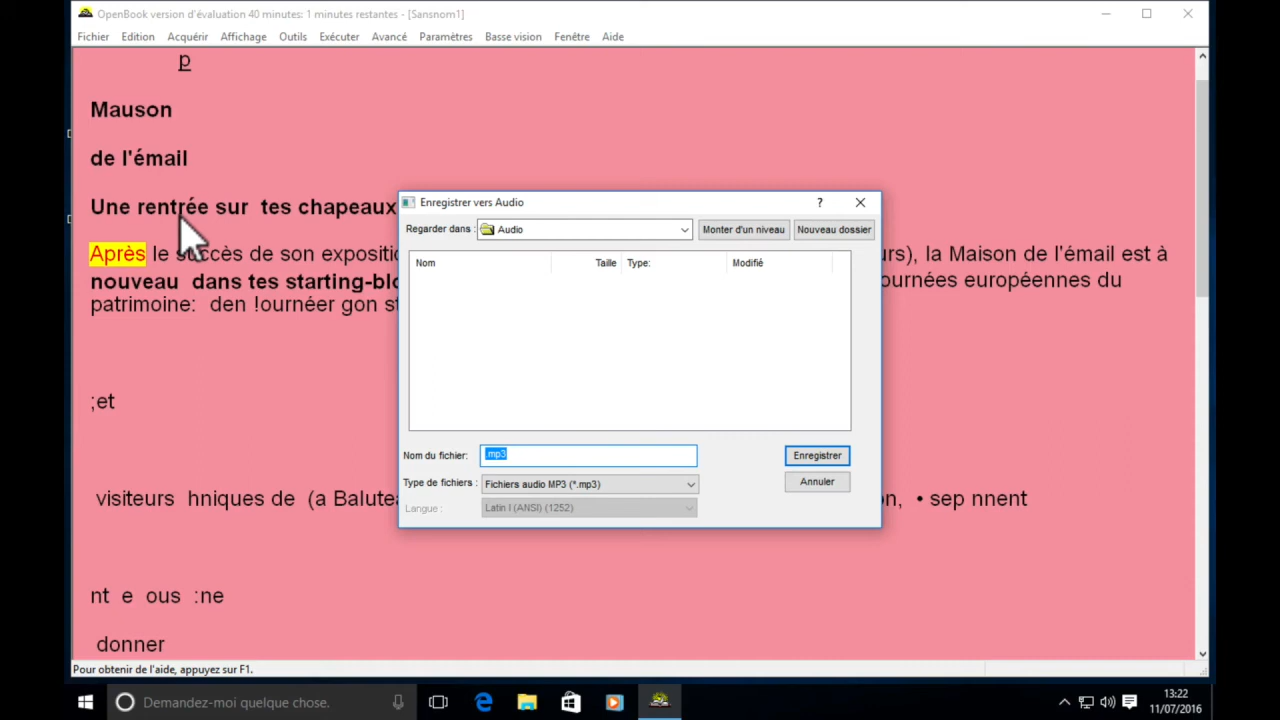 OpenBook version d'évaluation 40 minutes: 1 minutes restantes - [Sansnom1]
Fichier Edition Acquérir Affichage Outils Exécuter Avancé Paramètres Basse vision Fenêtre Aide
p
Mauson
de l'émail
Une rentrée sur tes chapeaux
Après le succès de son expositi urs), la Maison de l'émail est à
nouveau dans tes starting-blo ournées européennes du
patrimoine: den !ournéer gon st
;et
visiteurs hniques de (a Balutea n, • sep nnent
nt e ous :ne
donner
Enregistrer vers Audio
?
Regarder dans : Audio Monter d'un niveau Nouveau dossier
Nom Taille Type: Modifié
Nom du fichier: .mp3 Enregistrer
Type de fichiers : Fichiers audio MP3 (*.mp3) Annuler
Langue : Latin I (ANSI) (1252)
Pour obtenir de l'aide, appuyez sur F1.
Demandez-moi quelque chose.
13:22
11/07/2016